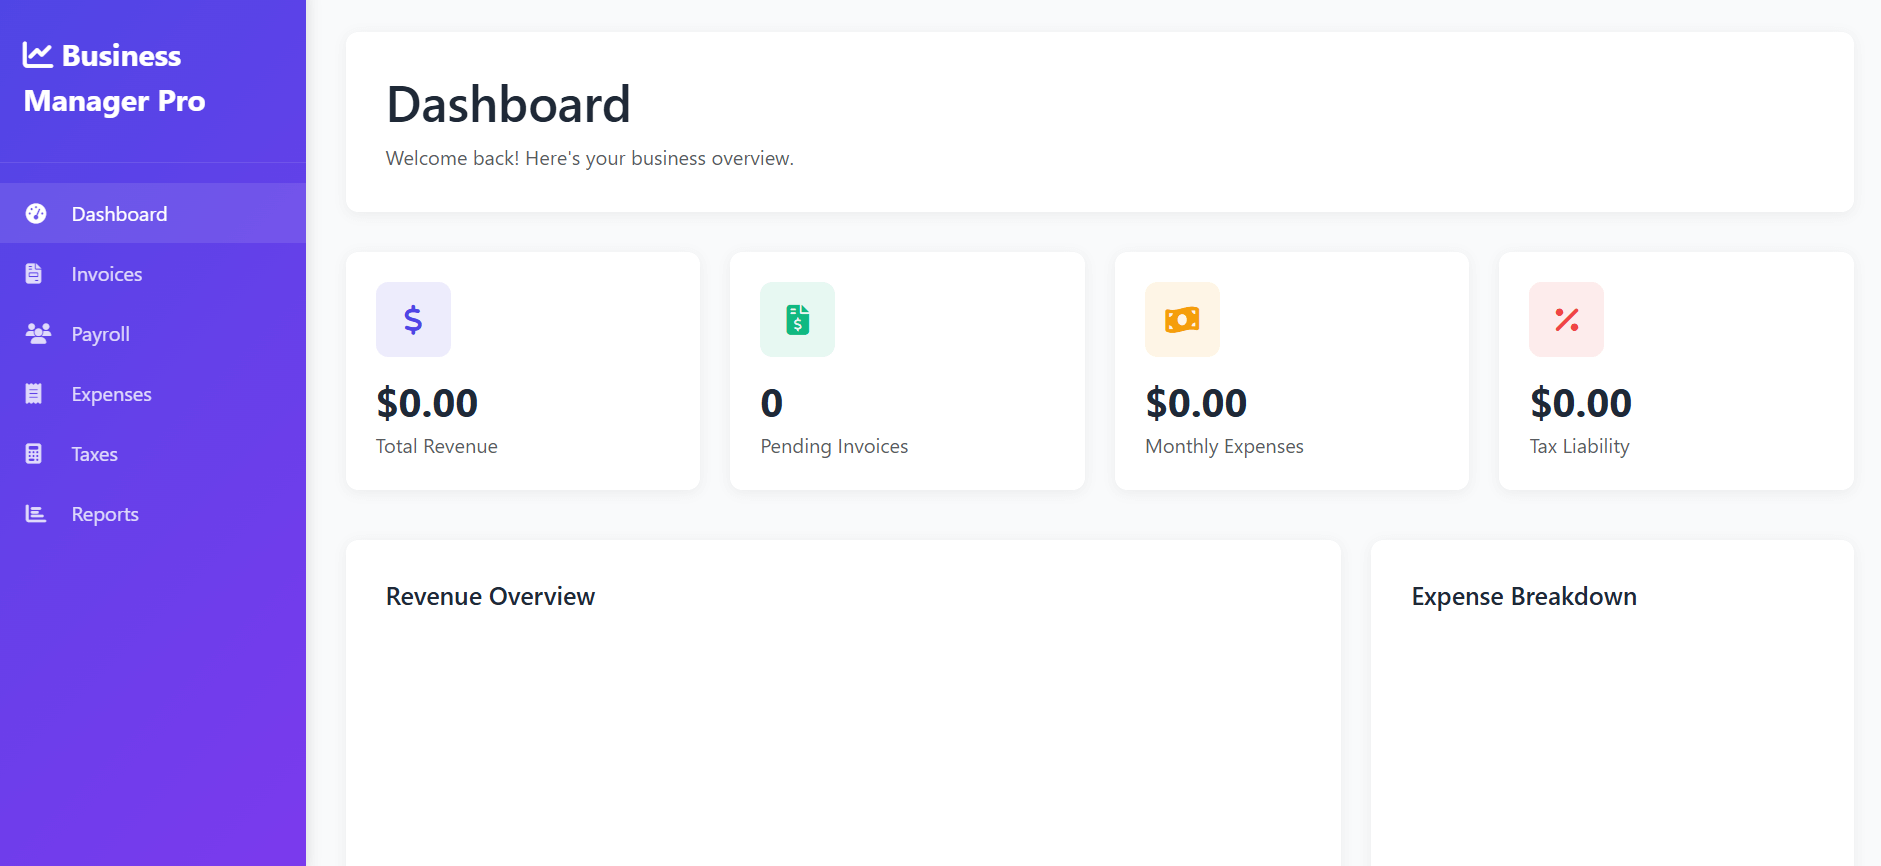 Business
Manager Pro
Dashboard
Invoices
Payroll
Expenses
Taxes
Reports
Dashboard
Welcome back! Here's your business overview.
$0.00
Total Revenue
0
Pending Invoices
$0.00
Monthly Expenses
$0.00
Tax Liability
Revenue Overview
Expense Breakdown